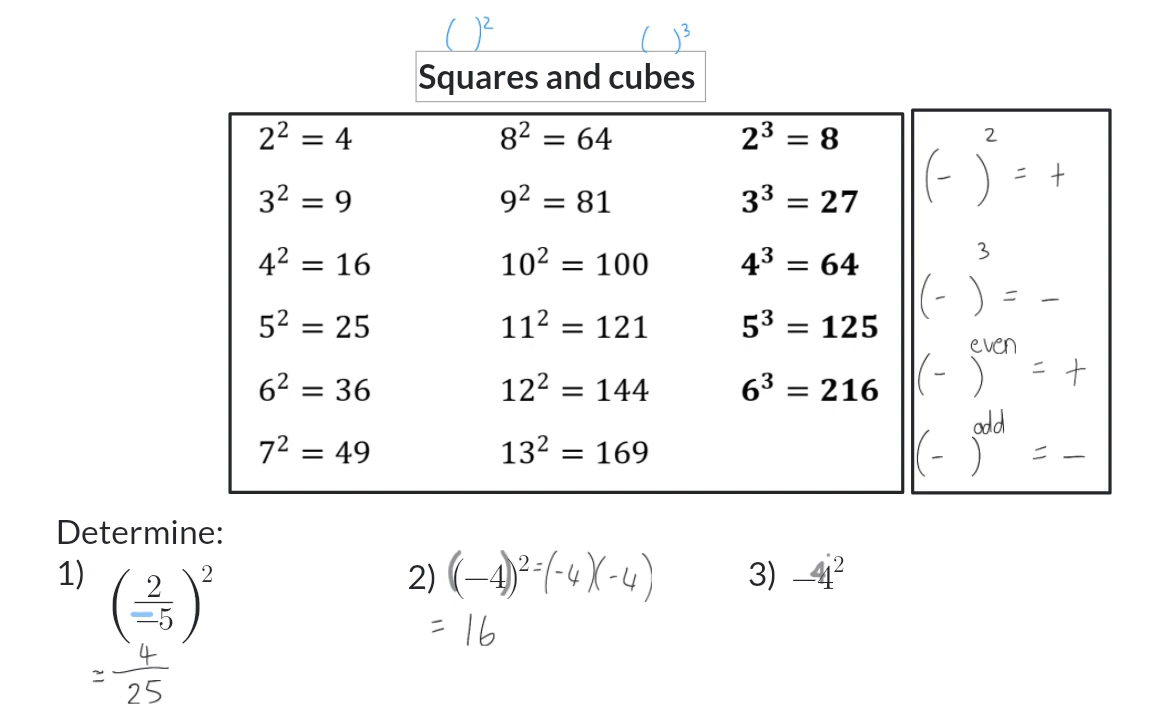 ( )² ( )³
Squares and cubes
2² = 4 8² = 64 2³ = 8
3² = 9 9² = 81 3³ = 27
4² = 16 10² = 100 4³ = 64
5² = 25 11² = 121 5³ = 125
6² = 36 12² = 144 6³ = 216
7² = 49 13² = 169
(- )² = +
(- )³ = -
(- )^even = +
(- )^odd = -
Determine:
1) (2/-5)²
= 4/25
2) (-4)² = (-4)(-4)
= 16
3) -4²